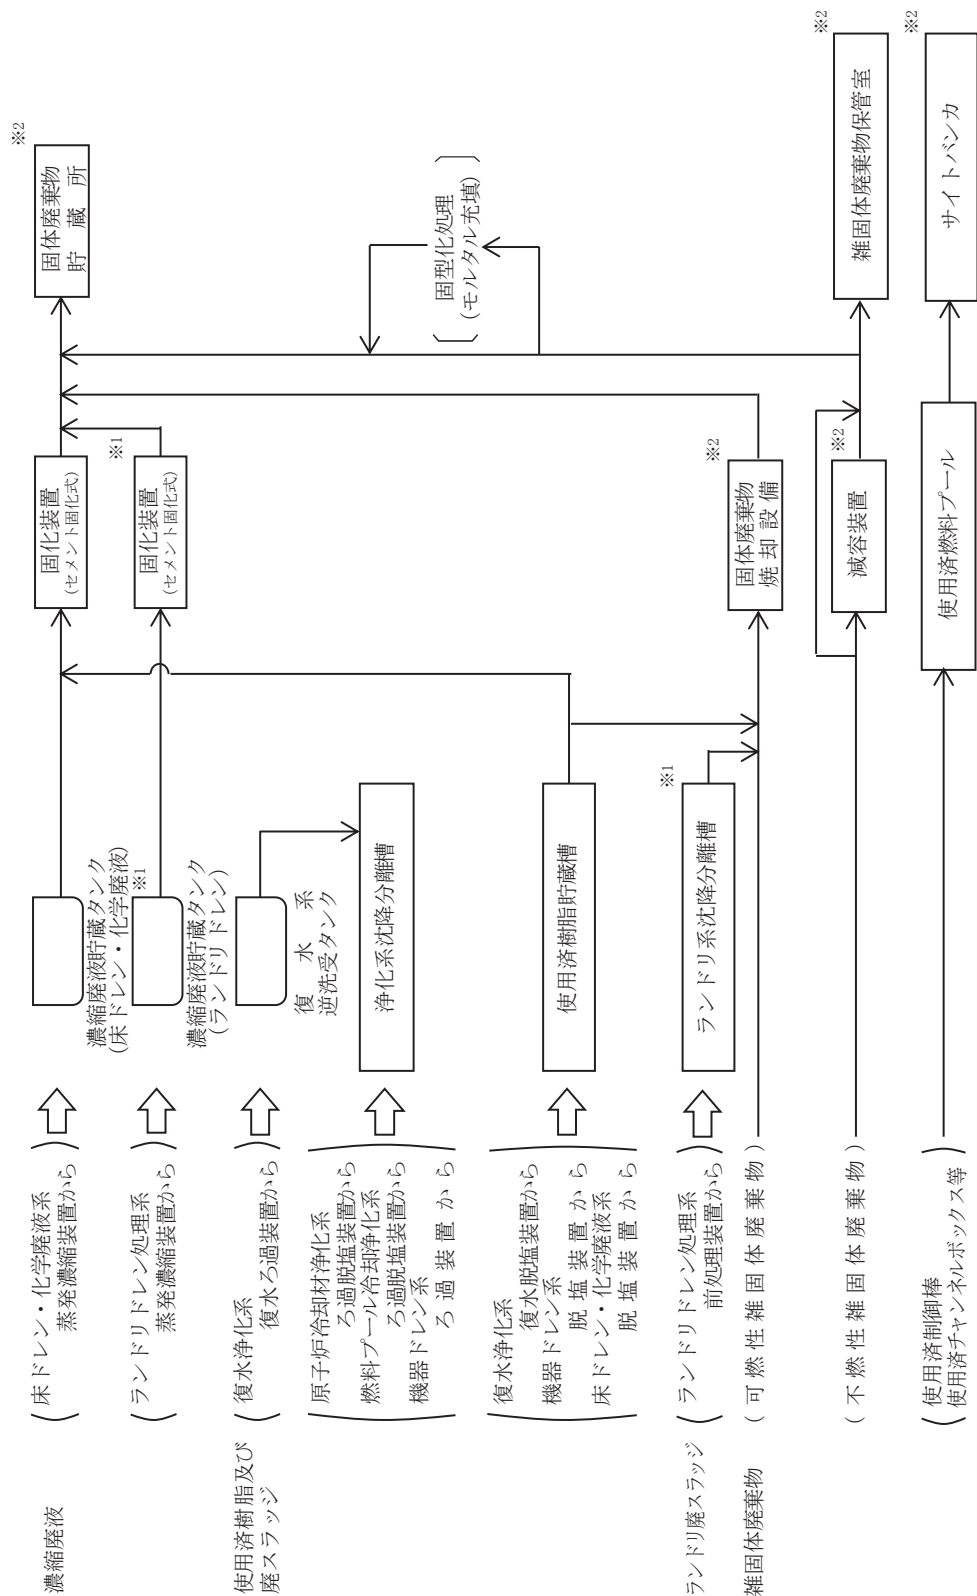 濃縮廃液
(床ドレン・化学廃液系
蒸発濃縮装置から)
濃縮廃液貯蔵タンク
(床ドレン・化学廃液)
固化装置
(セメント固化式)
固体廃棄物
貯蔵所
※2
(ランドリドレン処理系
蒸発濃縮装置から)
※1
濃縮廃液貯蔵タンク
(ランドリドレン)
※1
固化装置
(セメント固化式)
使用済樹脂及び
廃スラッジ
(復水浄化系
復水ろ過装置から)
復水系
逆洗受タンク
(原子炉冷却材浄化系
ろ過脱塩装置から
燃料プール冷却浄化系
ろ過脱塩装置から
機器ドレン系
ろ過装置から)
浄化系沈降分離槽
(復水浄化系
復水脱塩装置から
機器ドレン系
脱塩装置から
床ドレン・化学廃液系
脱塩装置から)
使用済樹脂貯蔵槽
〔固型化処理
(モルタル充填)〕
ランドリ廃スラッジ
(ランドリドレン処理系
前処理装置から)
※1
ランドリ系沈降分離槽
雑固体廃棄物
(可燃性雑固体廃棄物)
※2
固体廃棄物
焼却設備
(不燃性雑固体廃棄物)
※2
減容装置
※2
雑固体廃棄物保管室
(使用済制御棒
使用済チャンネルボックス等)
使用済燃料プール
※2
サイトバンカ